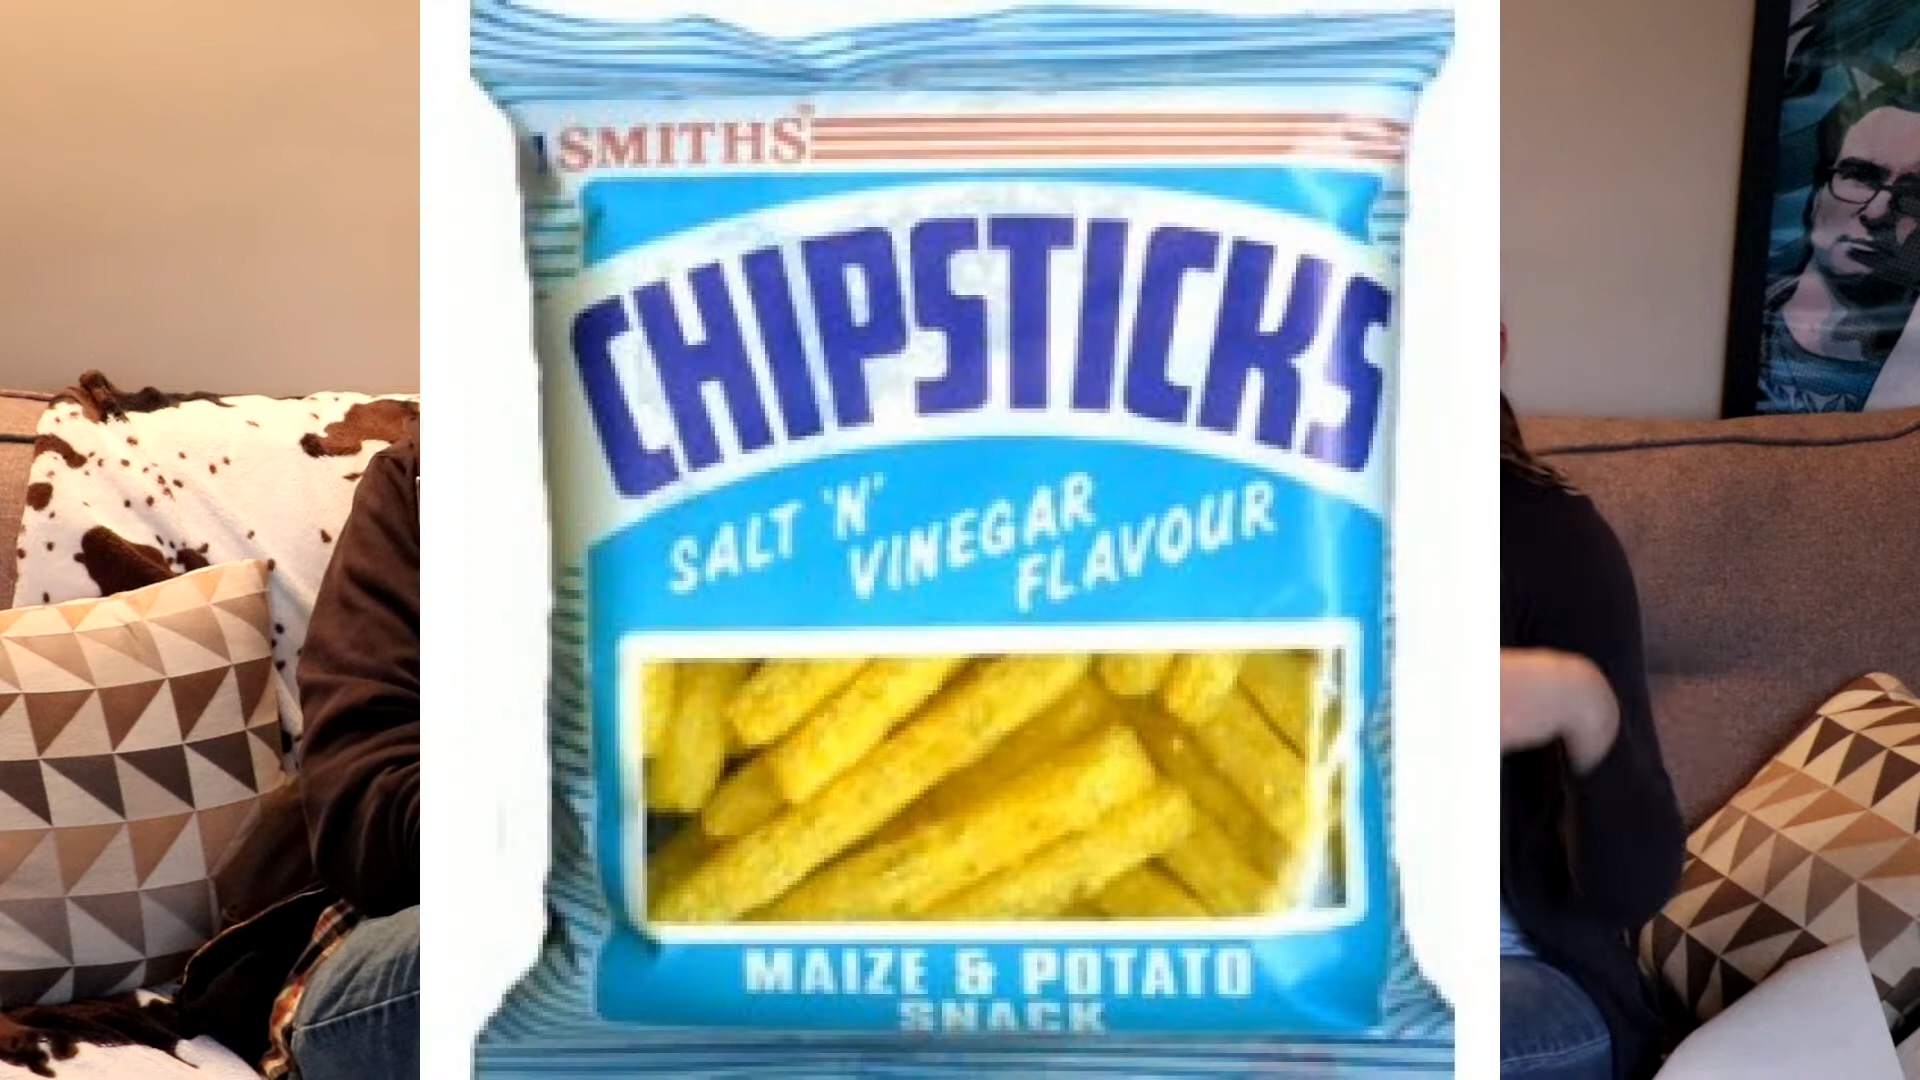 SMITHS
CHIPSTICKS
SALT 'N'
VINEGAR
FLAVOUR
MAIZE & POTATO
SNACK